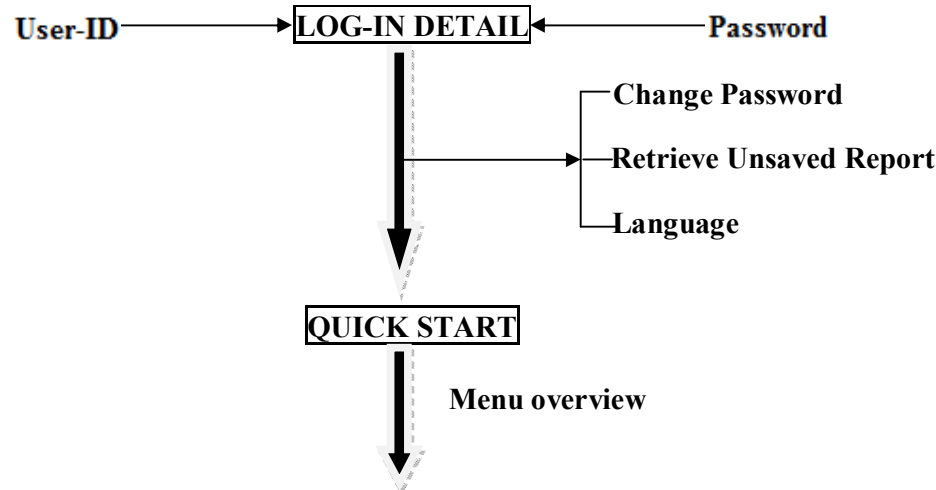 User-ID LOG-IN DETAIL Password
Change Password
Retrieve Unsaved Report
Language
QUICK START
Menu overview